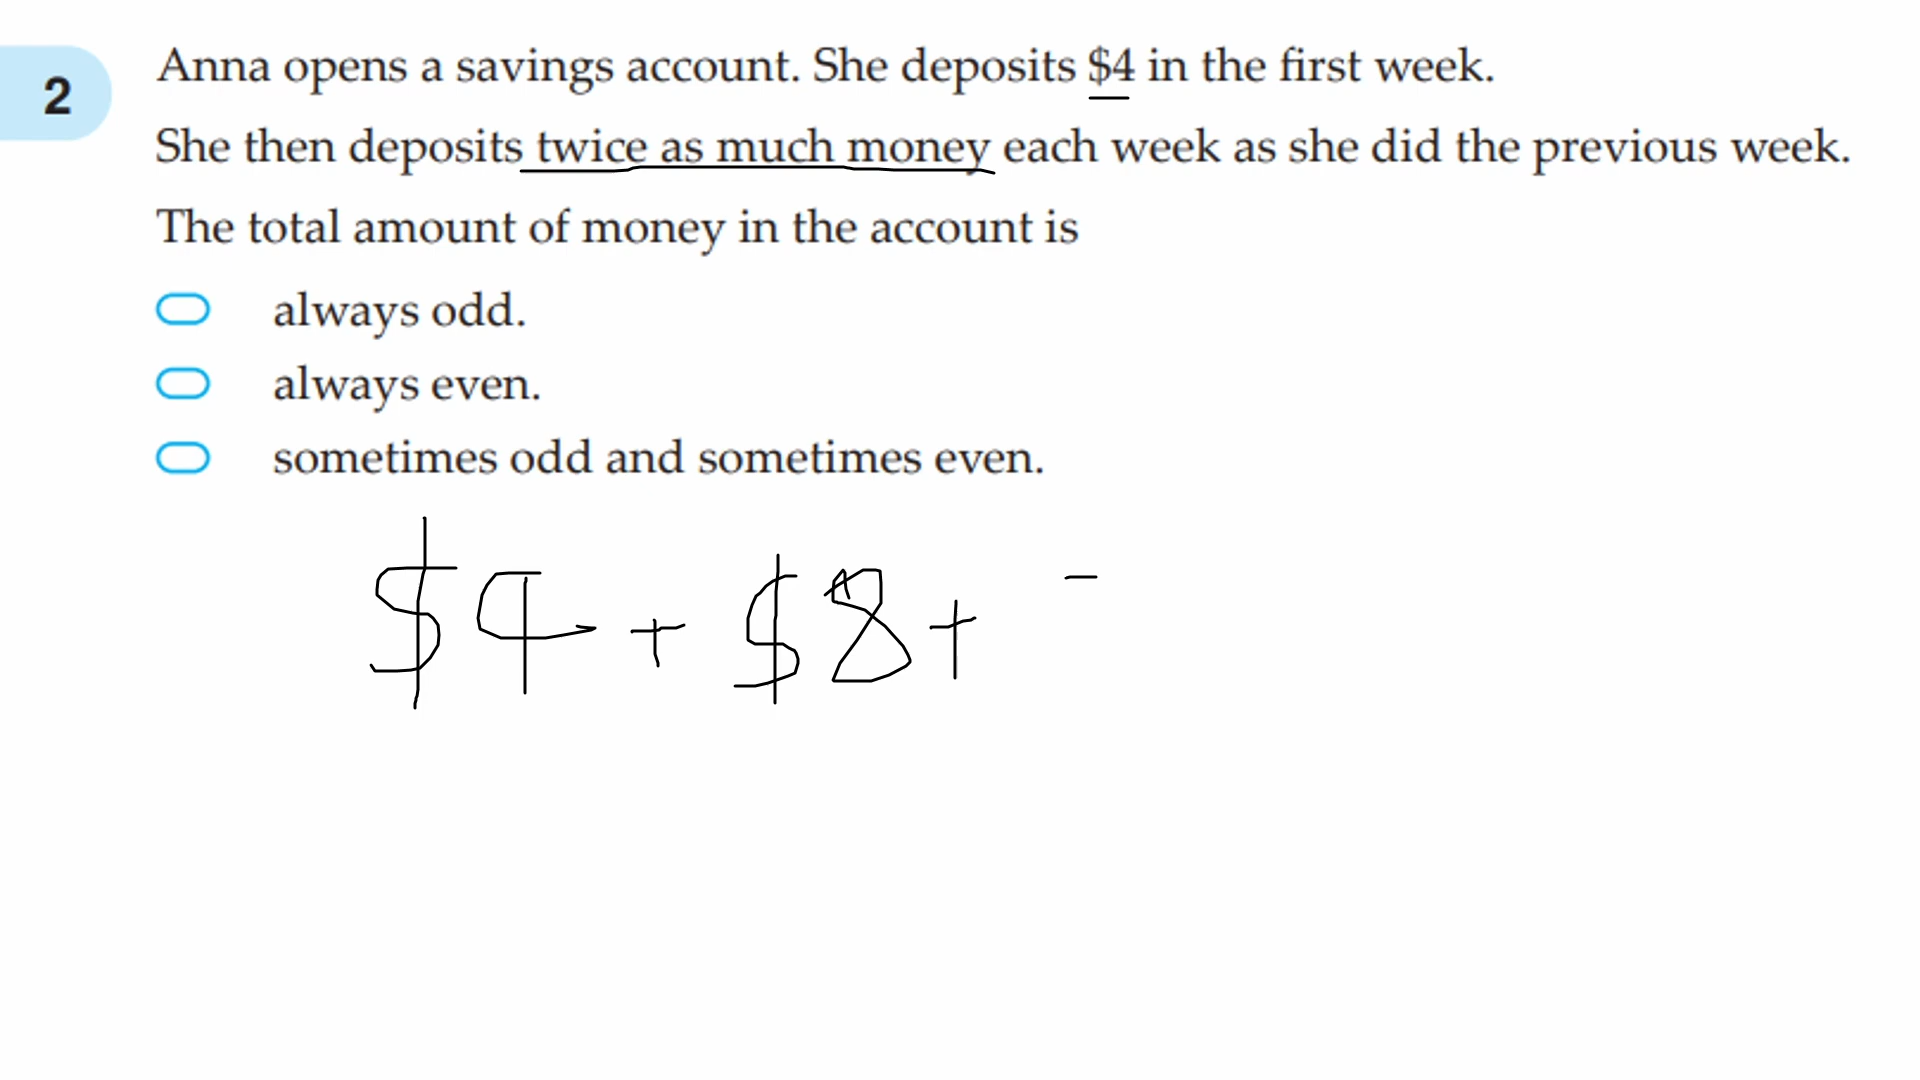 2
Anna opens a savings account. She deposits $4 in the first week.
She then deposits twice as much money each week as she did the previous week.
The total amount of money in the account is
always odd.
always even.
sometimes odd and sometimes even.
$4 + $8 +